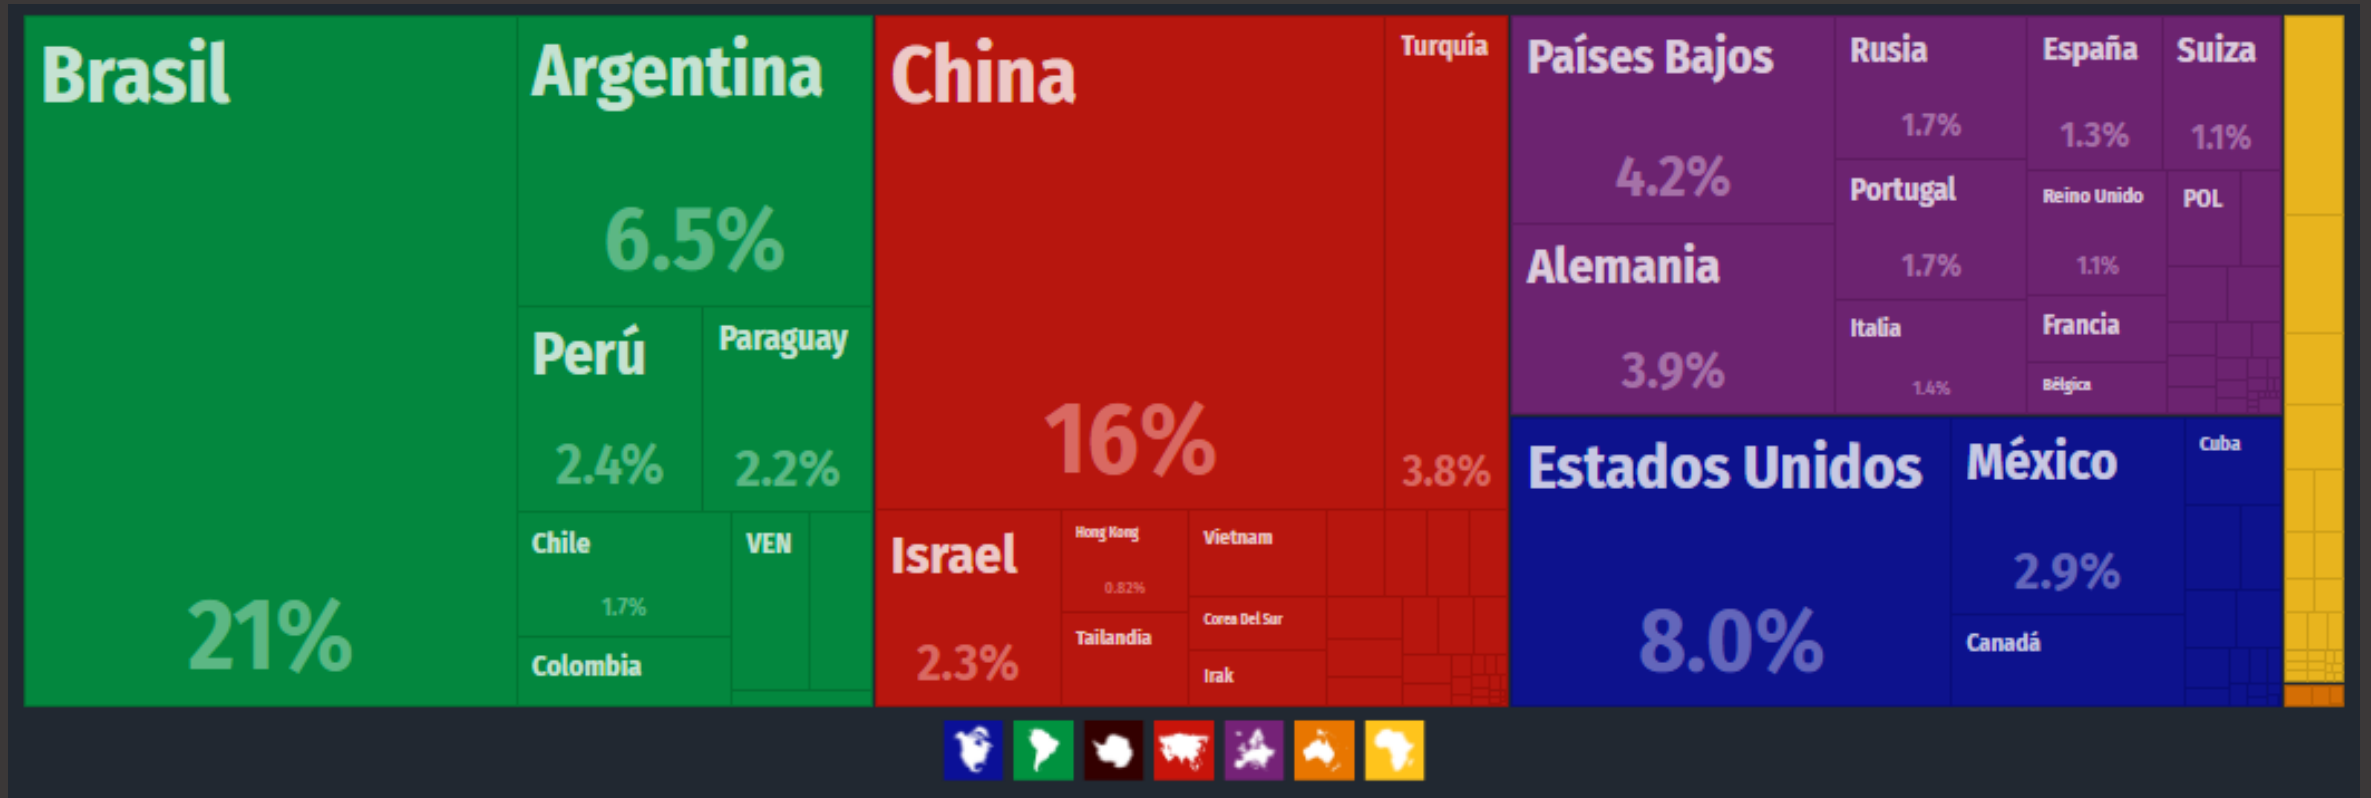 Brasil
21%
Argentina
6.5%
Perú
2.4%
Paraguay
2.2%
Chile
1.7%
VEN
Colombia
China
16%
Turquía
3.8%
Israel
2.3%
Hong Kong
0.82%
Tailandia
Vietnam
Corea Del Sur
Irak
Países Bajos
4.2%
Alemania
3.9%
Rusia
1.7%
Portugal
1.7%
Italia
1.4%
España
1.3%
Suiza
1.1%
Reino Unido
1.1%
POL
Francia
Bélgica
Estados Unidos
8.0%
México
2.9%
Canadá
Cuba